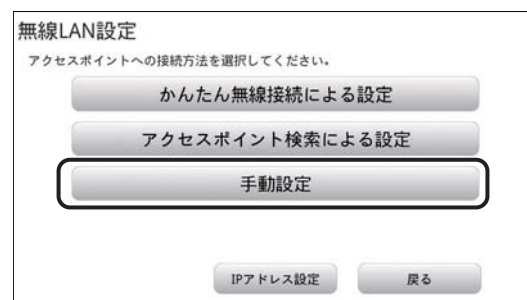 無線LAN設定
アクセスポイントへの接続方法を選択してください。
かんたん無線接続による設定
アクセスポイント検索による設定
手動設定
IPアドレス設定 戻る